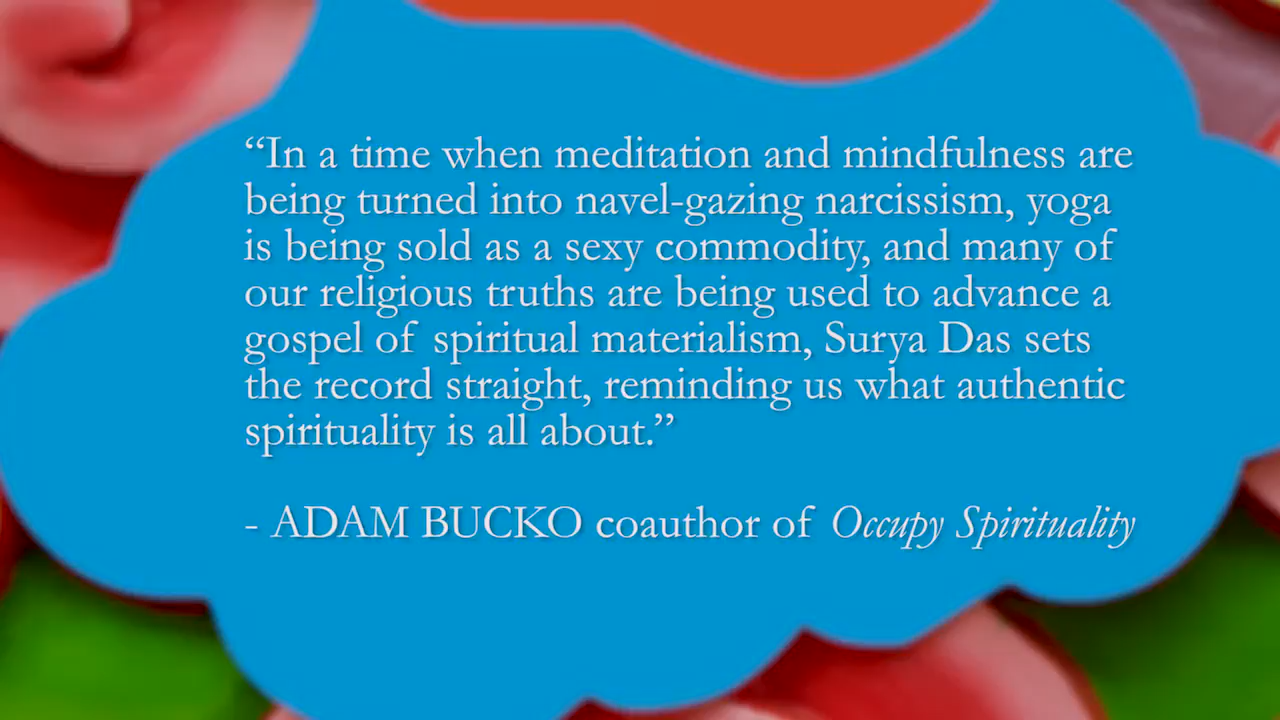 “In a time when meditation and mindfulness are
being turned into navel-gazing narcissism, yoga
is being sold as a sexy commodity, and many of
our religious truths are being used to advance a
gospel of spiritual materialism, Surya Das sets
the record straight, reminding us what authentic
spirituality is all about.”
- ADAM BUCKO coauthor of Occupy Spirituality